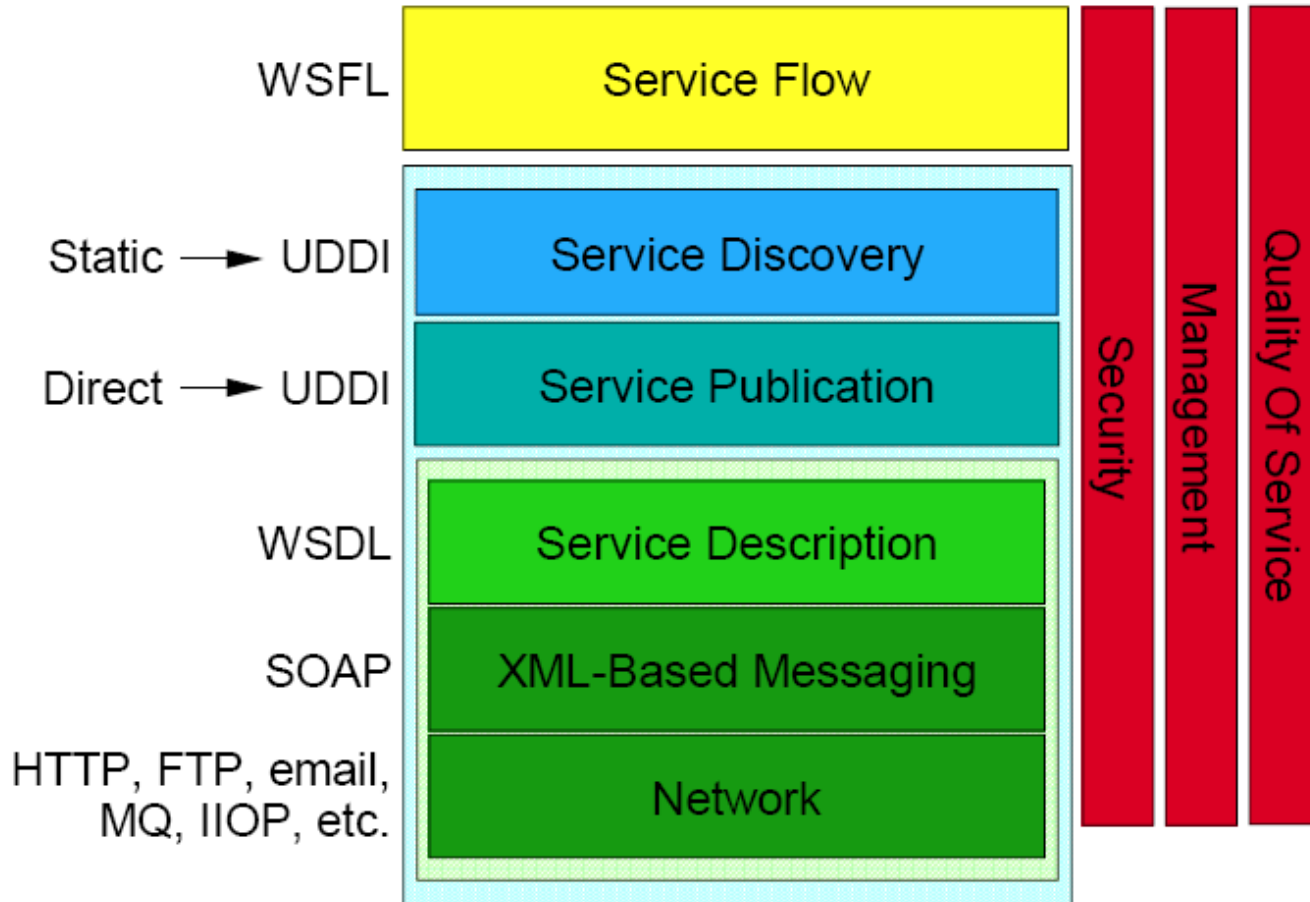 WSFL
Service Flow
Static → UDDI
Service Discovery
Direct → UDDI
Service Publication
WSDL
Service Description
SOAP
XML-Based Messaging
HTTP, FTP, email,
MQ, IIOP, etc.
Network
Security
Management
Quality Of Service